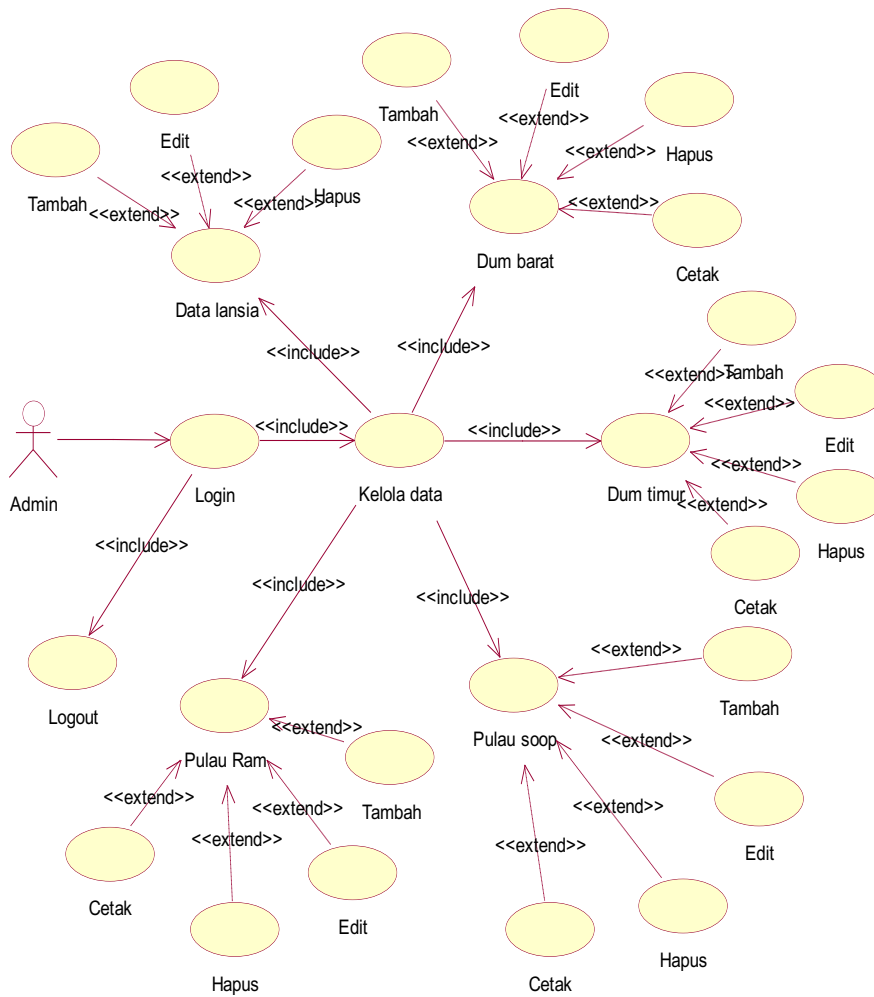 Edit
Tambah
<<extend>>
<<extend>>
Edit
Hapus
<<extend>>
Tambah
<<extend>>
<<extend>>
<<extend>>
Hapus
<<extend>>
Cetak
Dum barat
Data lansia
<<include>>
<<include>>
Tambah
<<extend>>
<<extend>>
Edit
<<include>>
<<include>>
<<extend>>
Admin
Login
Kelola data
Dum timur
<<extend>>
Hapus
<<include>>
<<include>>
<<include>>
Cetak
<<extend>>
Tambah
Logout
<<extend>>
Pulau Ram
Pulau soop
<<extend>>
Tambah
<<extend>>
<<extend>>
<<extend>>
<<extend>>
<<extend>>
Edit
Cetak
Edit
Hapus
Hapus
Cetak